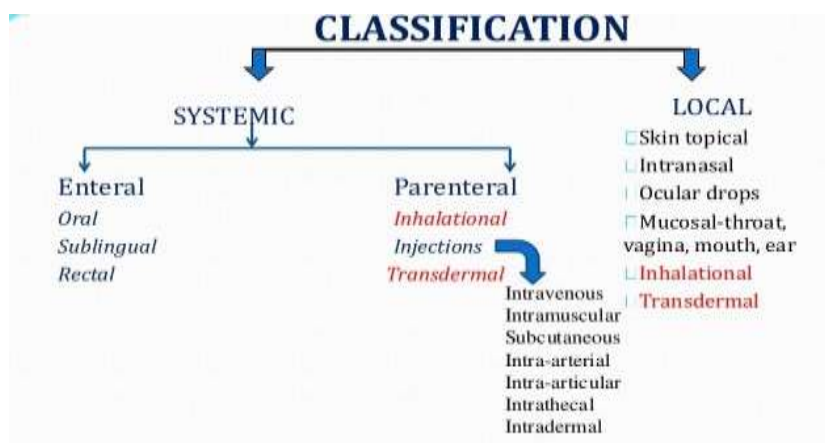 CLASSIFICATION
SYSTEMIC
Enteral
Oral
Sublingual
Rectal
Parenteral
Inhalational
Injections
Transdermal
Intravenous
Intramuscular
Subcutaneous
Intra-arterial
Intra-articular
Intrathecal
Intradermal
LOCAL
Skin topical
Intranasal
Ocular drops
Mucosal-throat,
vagina, mouth, ear
Inhalational
Transdermal